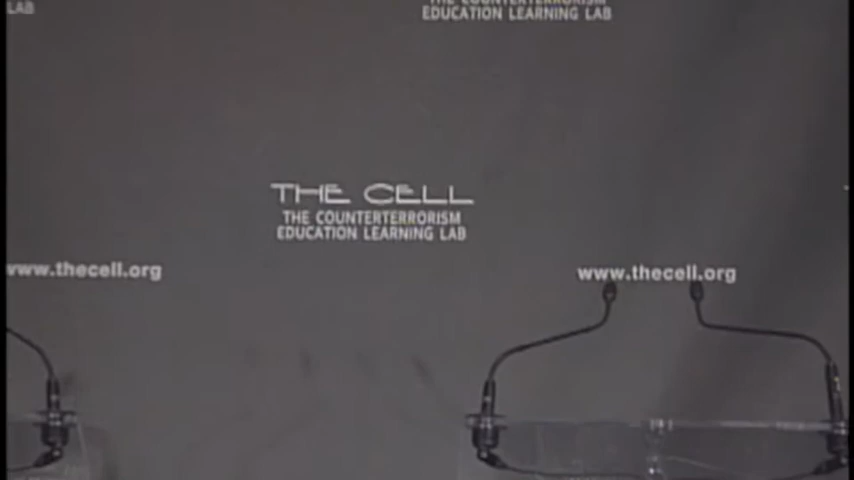 LAB
THE COUNTERTERRORISM
EDUCATION LEARNING LAB
THE CELL
THE COUNTERTERRORISM
EDUCATION LEARNING LAB
www.thecell.org
www.thecell.org